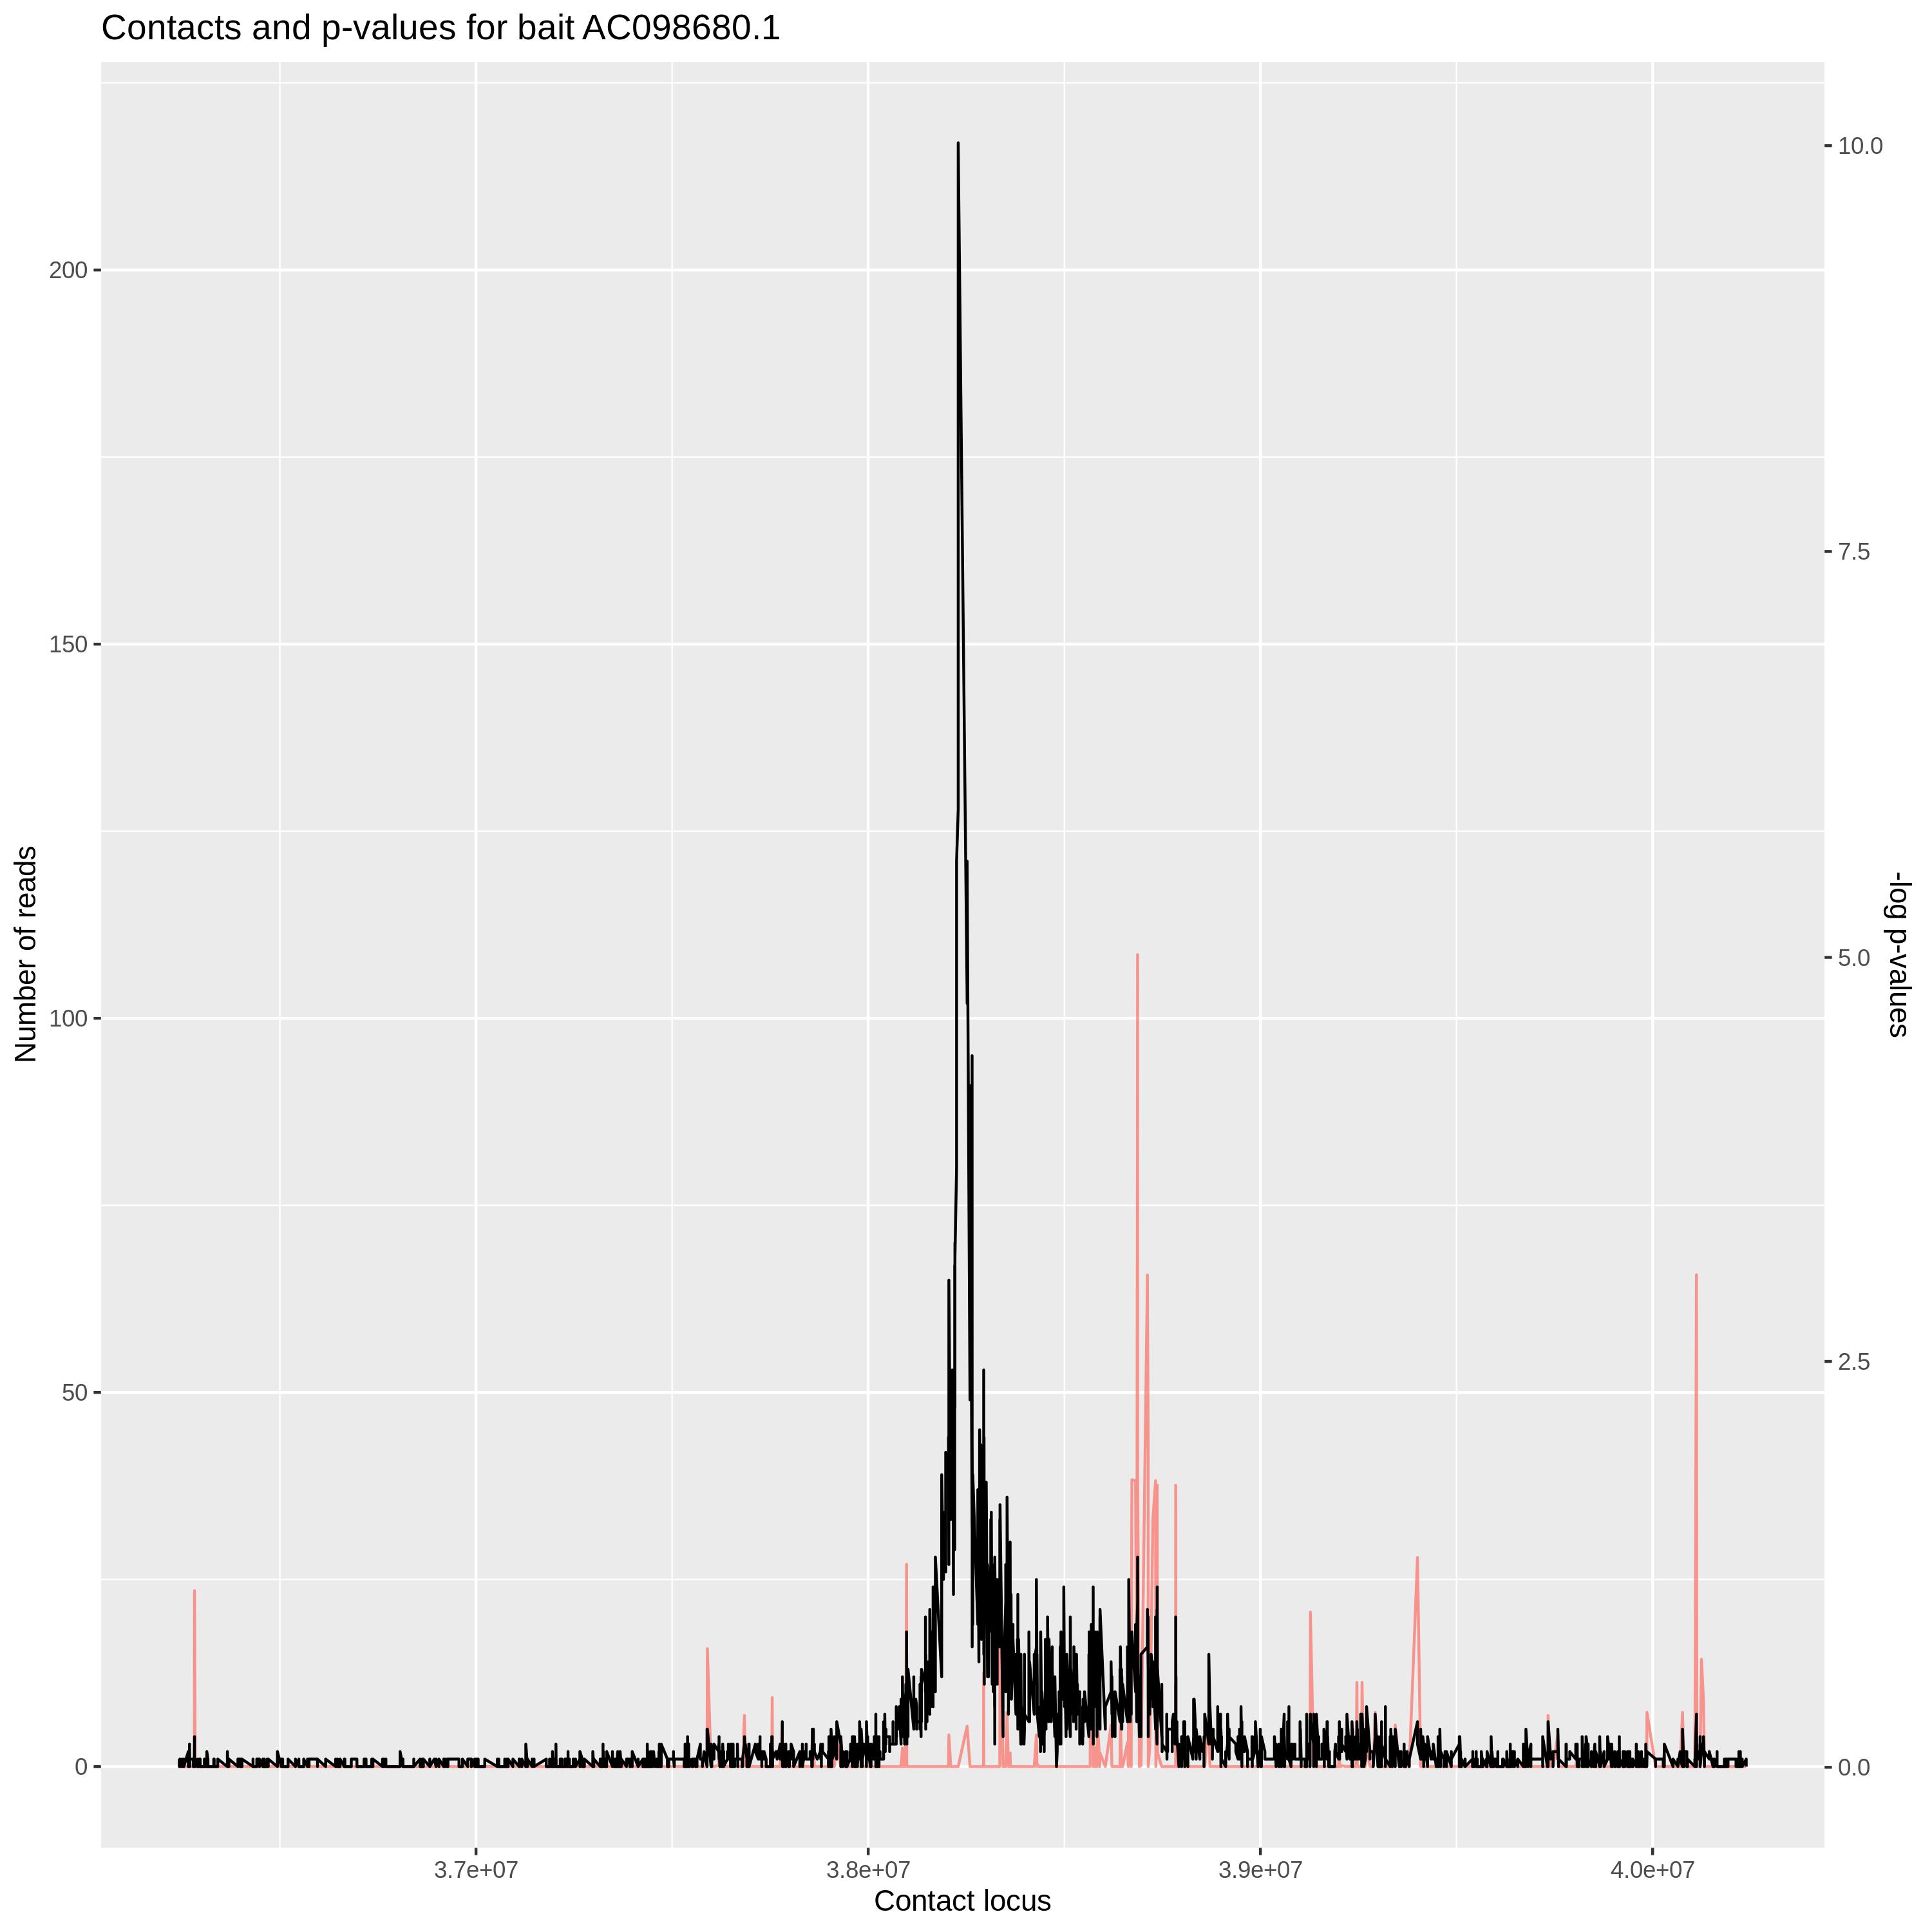 Contacts and p-values for bait AC098680.1
Number of reads
200
150
100
50
0
10.0
7.5
5.0
2.5
0.0
-log p-values
3.7e+07
3.8e+07
3.9e+07
4.0e+07
Contact locus